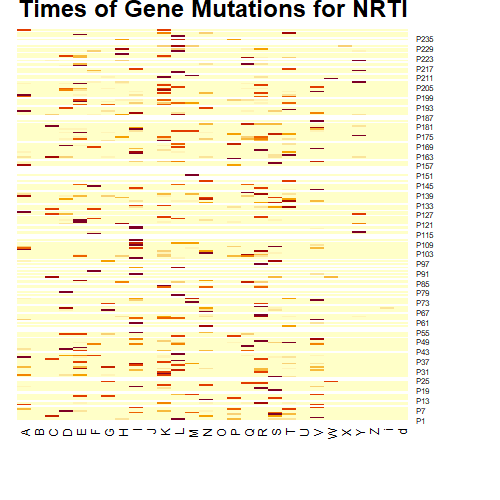 Times of Gene Mutations for NRTI
P235
P229
P223
P217
P211
P205
P199
P193
P187
P181
P175
P169
P163
P157
P151
P145
P139
P133
P127
P121
P115
P109
P103
P97
P91
P85
P79
P73
P67
P61
P55
P49
P43
P37
P31
P25
P19
P13
P7
P1
A B C D E F G H I J K L M N O P Q R S T U V W X Y Z i d